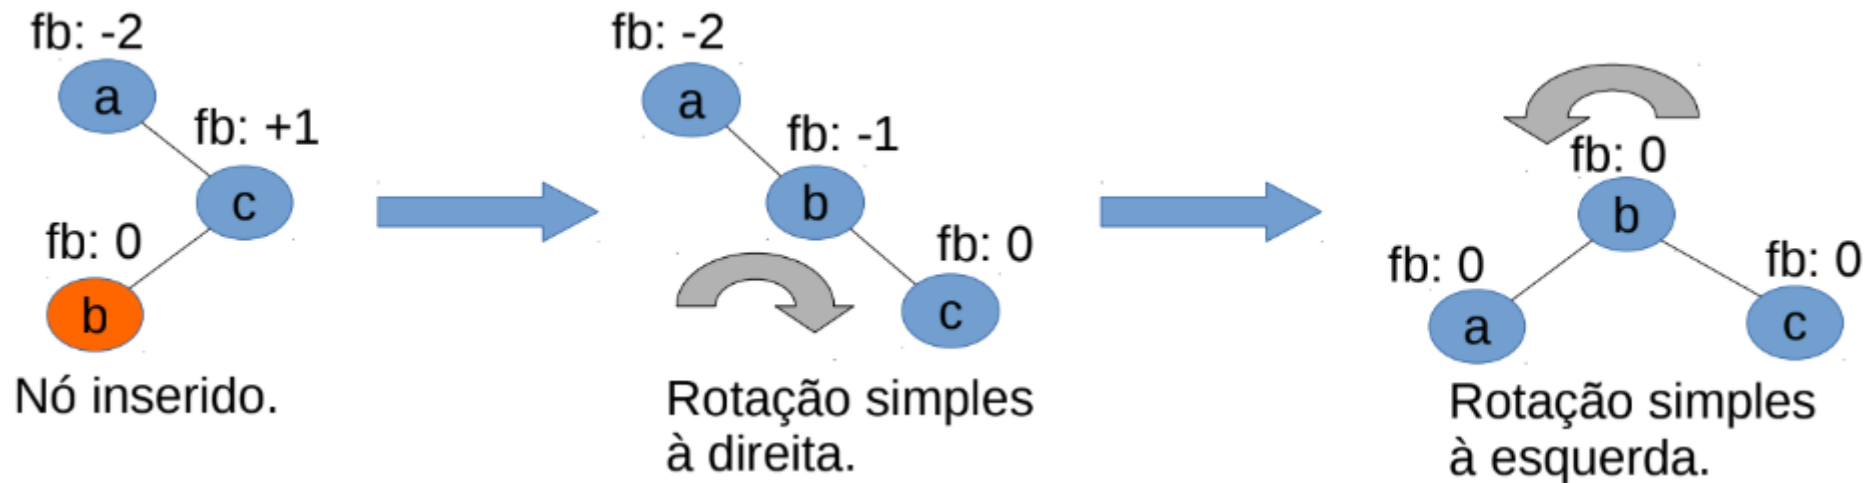 fb: -2
a
fb: +1
c
fb: 0
b
Nó inserido.
fb: -2
a
fb: -1
b
fb: 0
c
Rotação simples
à direita.
fb: 0
b
fb: 0
a
fb: 0
c
Rotação simples
à esquerda.